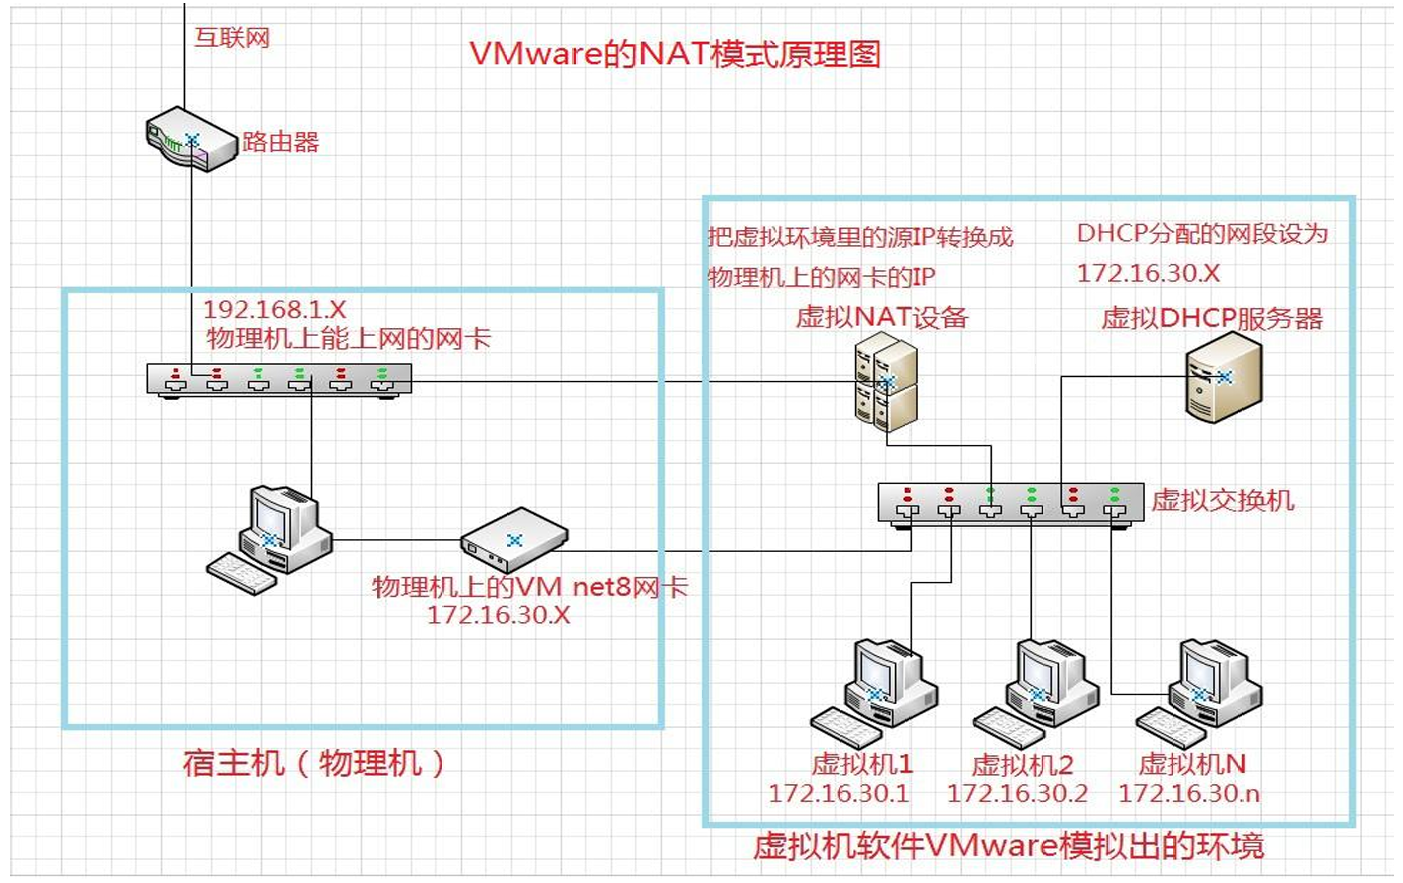 互联网
VMware的NAT模式原理图
路由器
把虚拟环境里的源IP转换成
物理机上的网卡的IP
虚拟NAT设备
DHCP分配的网段设为
172.16.30.X
虚拟DHCP服务器
192.168.1.X
物理机上能上网的网卡
虚拟交换机
物理机上的VM net8网卡
172.16.30.X
宿主机（物理机）
虚拟机1
172.16.30.1
虚拟机2
172.16.30.2
虚拟机N
172.16.30.n
虚拟机软件VMware模拟出的环境